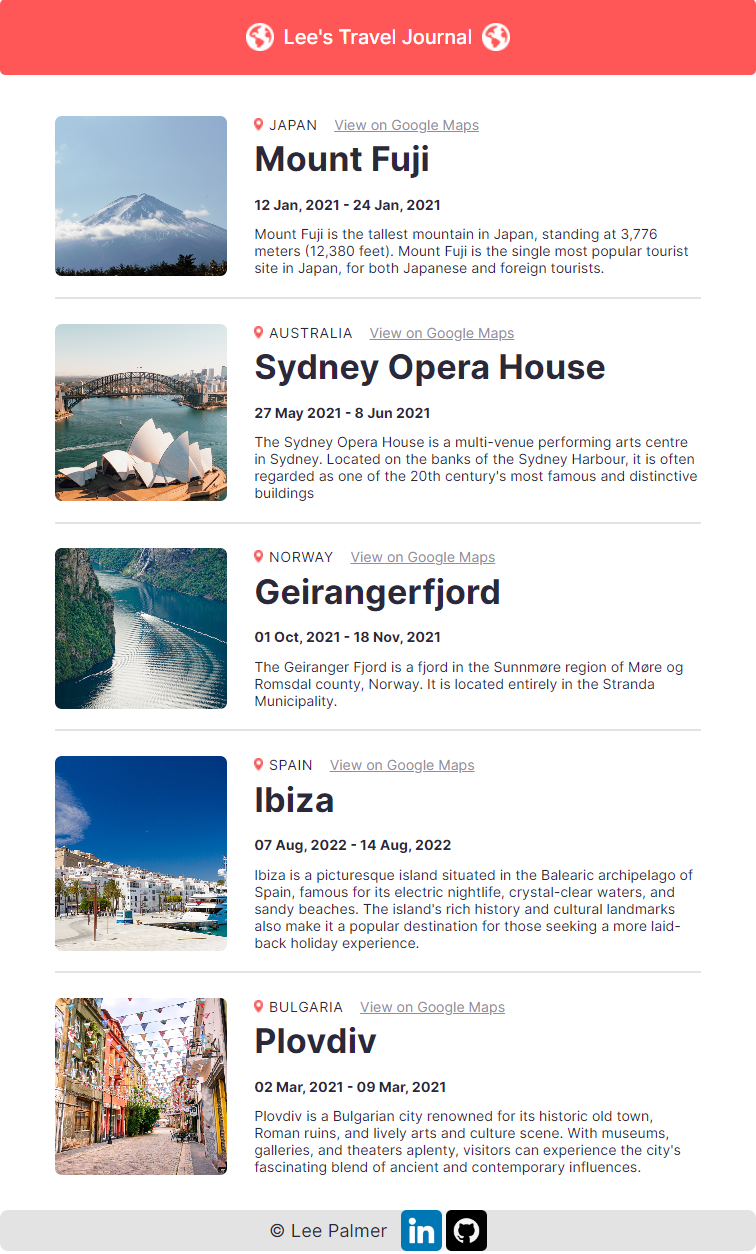 Lee's Travel Journal
JAPAN View on Google Maps
Mount Fuji
12 Jan, 2021 - 24 Jan, 2021
Mount Fuji is the tallest mountain in Japan, standing at 3,776
meters (12,380 feet). Mount Fuji is the single most popular tourist
site in Japan, for both Japanese and foreign tourists.
AUSTRALIA View on Google Maps
Sydney Opera House
27 May 2021 - 8 Jun 2021
The Sydney Opera House is a multi-venue performing arts centre
in Sydney. Located on the banks of the Sydney Harbour, it is often
regarded as one of the 20th century's most famous and distinctive
buildings
NORWAY View on Google Maps
Geirangerfjord
01 Oct, 2021 - 18 Nov, 2021
The Geiranger Fjord is a fjord in the Sunnmøre region of Møre og
Romsdal county, Norway. It is located entirely in the Stranda
Municipality.
SPAIN View on Google Maps
Ibiza
07 Aug, 2022 - 14 Aug, 2022
Ibiza is a picturesque island situated in the Balearic archipelago of
Spain, famous for its electric nightlife, crystal-clear waters, and
sandy beaches. The island's rich history and cultural landmarks
also make it a popular destination for those seeking a more laid-
back holiday experience.
BULGARIA View on Google Maps
Plovdiv
02 Mar, 2021 - 09 Mar, 2021
Plovdiv is a Bulgarian city renowned for its historic old town,
Roman ruins, and lively arts and culture scene. With museums,
galleries, and theaters aplenty, visitors can experience the city's
fascinating blend of ancient and contemporary influences.
© Lee Palmer in